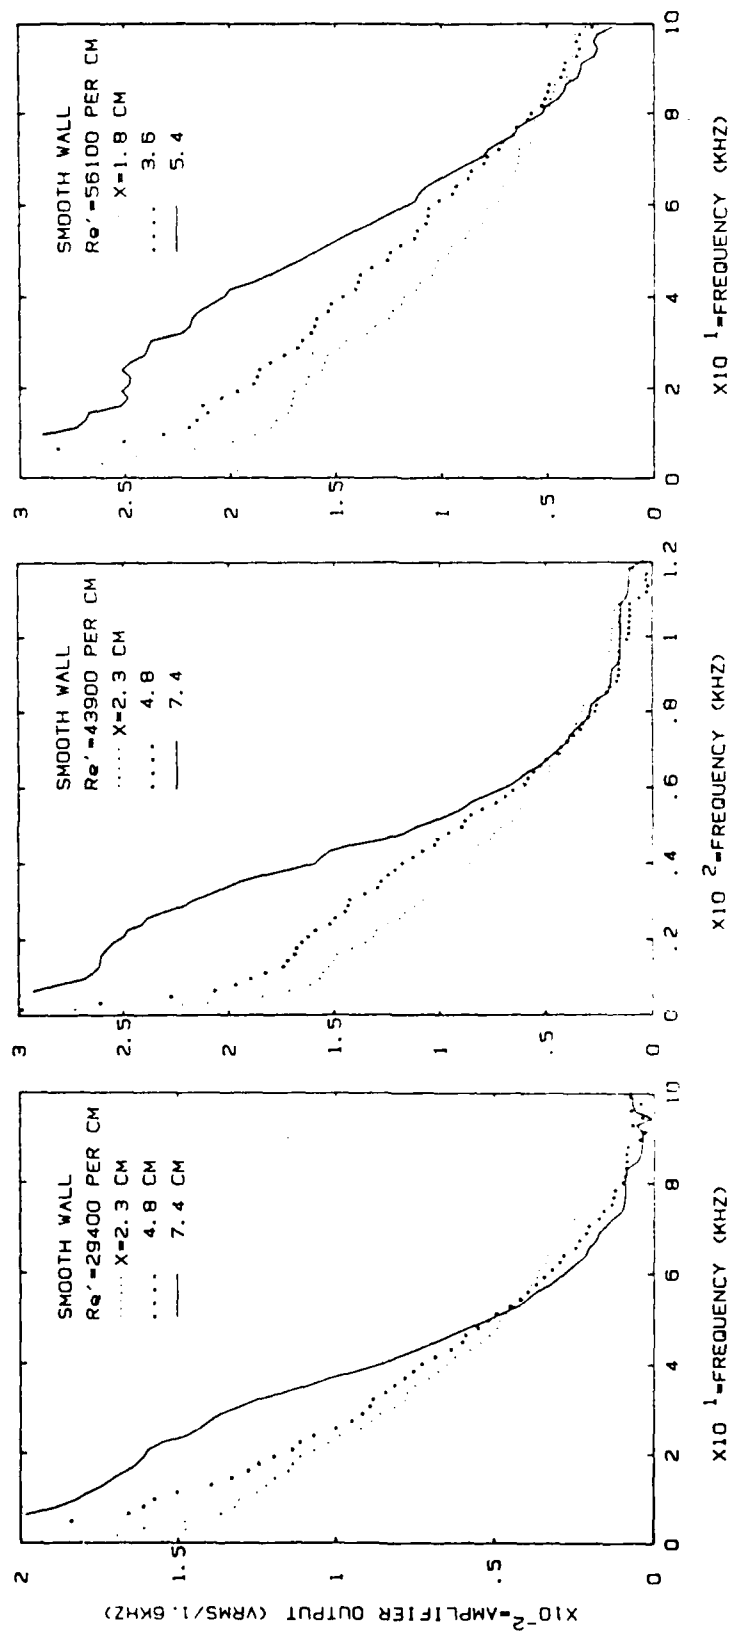 X10⁻²=AMPLIFIER OUTPUT (VRMS/1.6KHZ)
2
1.5
1
.5
0
SMOOTH WALL
Re'=29400 PER CM
X=2.3 CM
4.8 CM
7.4 CM
0
2
4
6
8
10
X10 ¹=FREQUENCY (KHZ)
3
2.5
2
1.5
1
.5
0
SMOOTH WALL
Re'=43900 PER CM
X=2.3 CM
4.8
7.4
0
.2
.4
.6
.8
1
1.2
X10 ²=FREQUENCY (KHZ)
3
2.5
2
1.5
1
.5
0
SMOOTH WALL
Re'=56100 PER CM
X=1.8 CM
3.6
5.4
0
2
4
6
8
10
X10 ¹=FREQUENCY (KHZ)